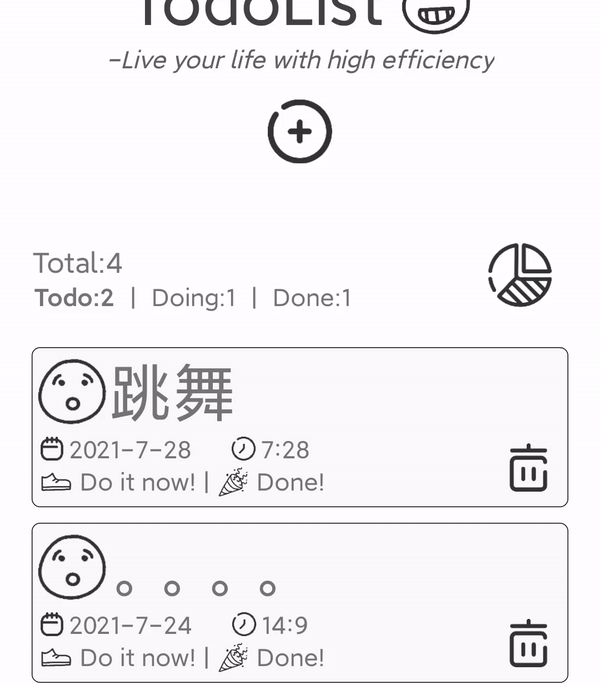 TodoList
-Live your life with high efficiency
Total:4
Todo:2 | Doing:1 | Done:1
跳舞
2021-7-28 7:28
Do it now! | Done!
。。。。
2021-7-24 14:9
Do it now! | Done!